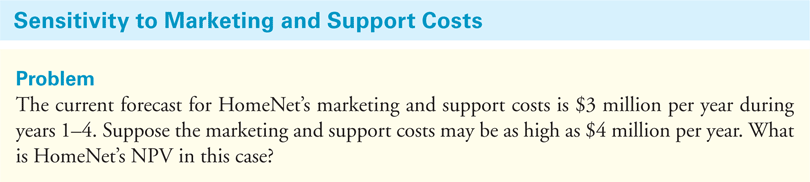 Sensitivity to Marketing and Support Costs
Problem
The current forecast for HomeNet’s marketing and support costs is $3 million per year during
years 1–4. Suppose the marketing and support costs may be as high as $4 million per year. What
is HomeNet’s NPV in this case?